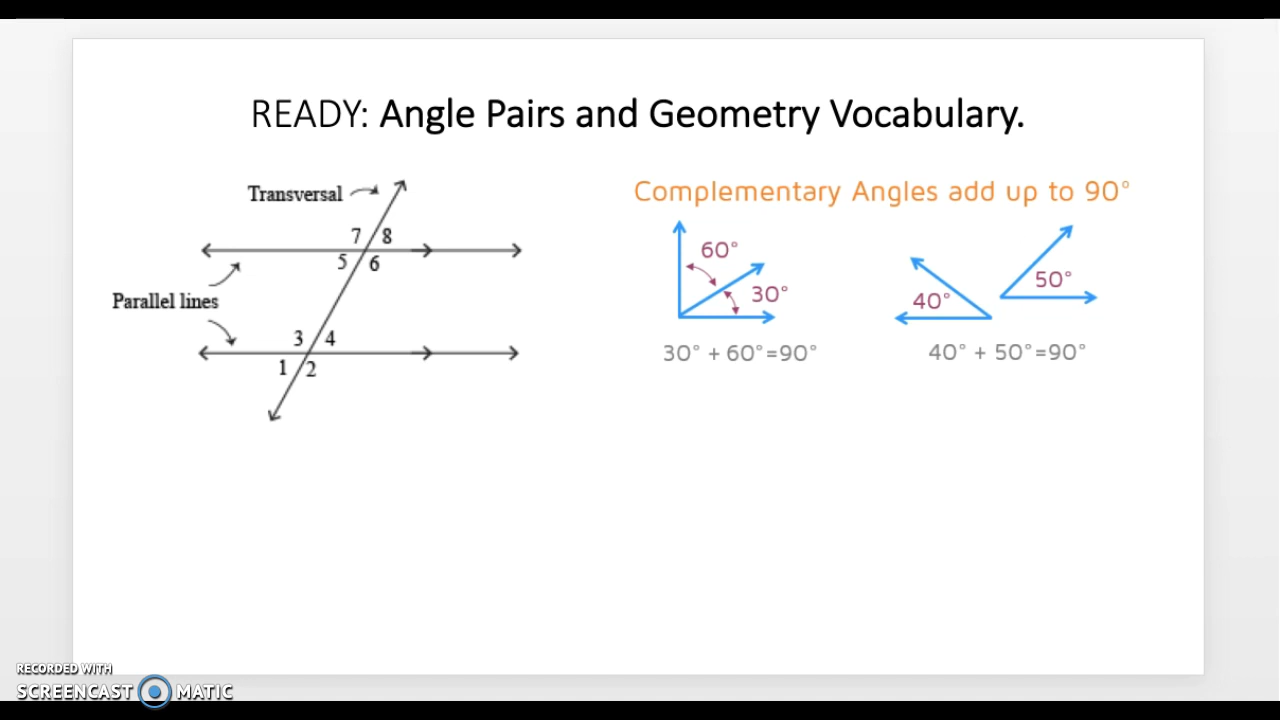 READY: Angle Pairs and Geometry Vocabulary.
Transversal
7 8
5 6
Parallel lines
3 4
1 2
Complementary Angles add up to 90°
60°
30°
30° + 60°=90°
50°
40°
40° + 50°=90°
RECORDED WITH
SCREENCAST MATIC